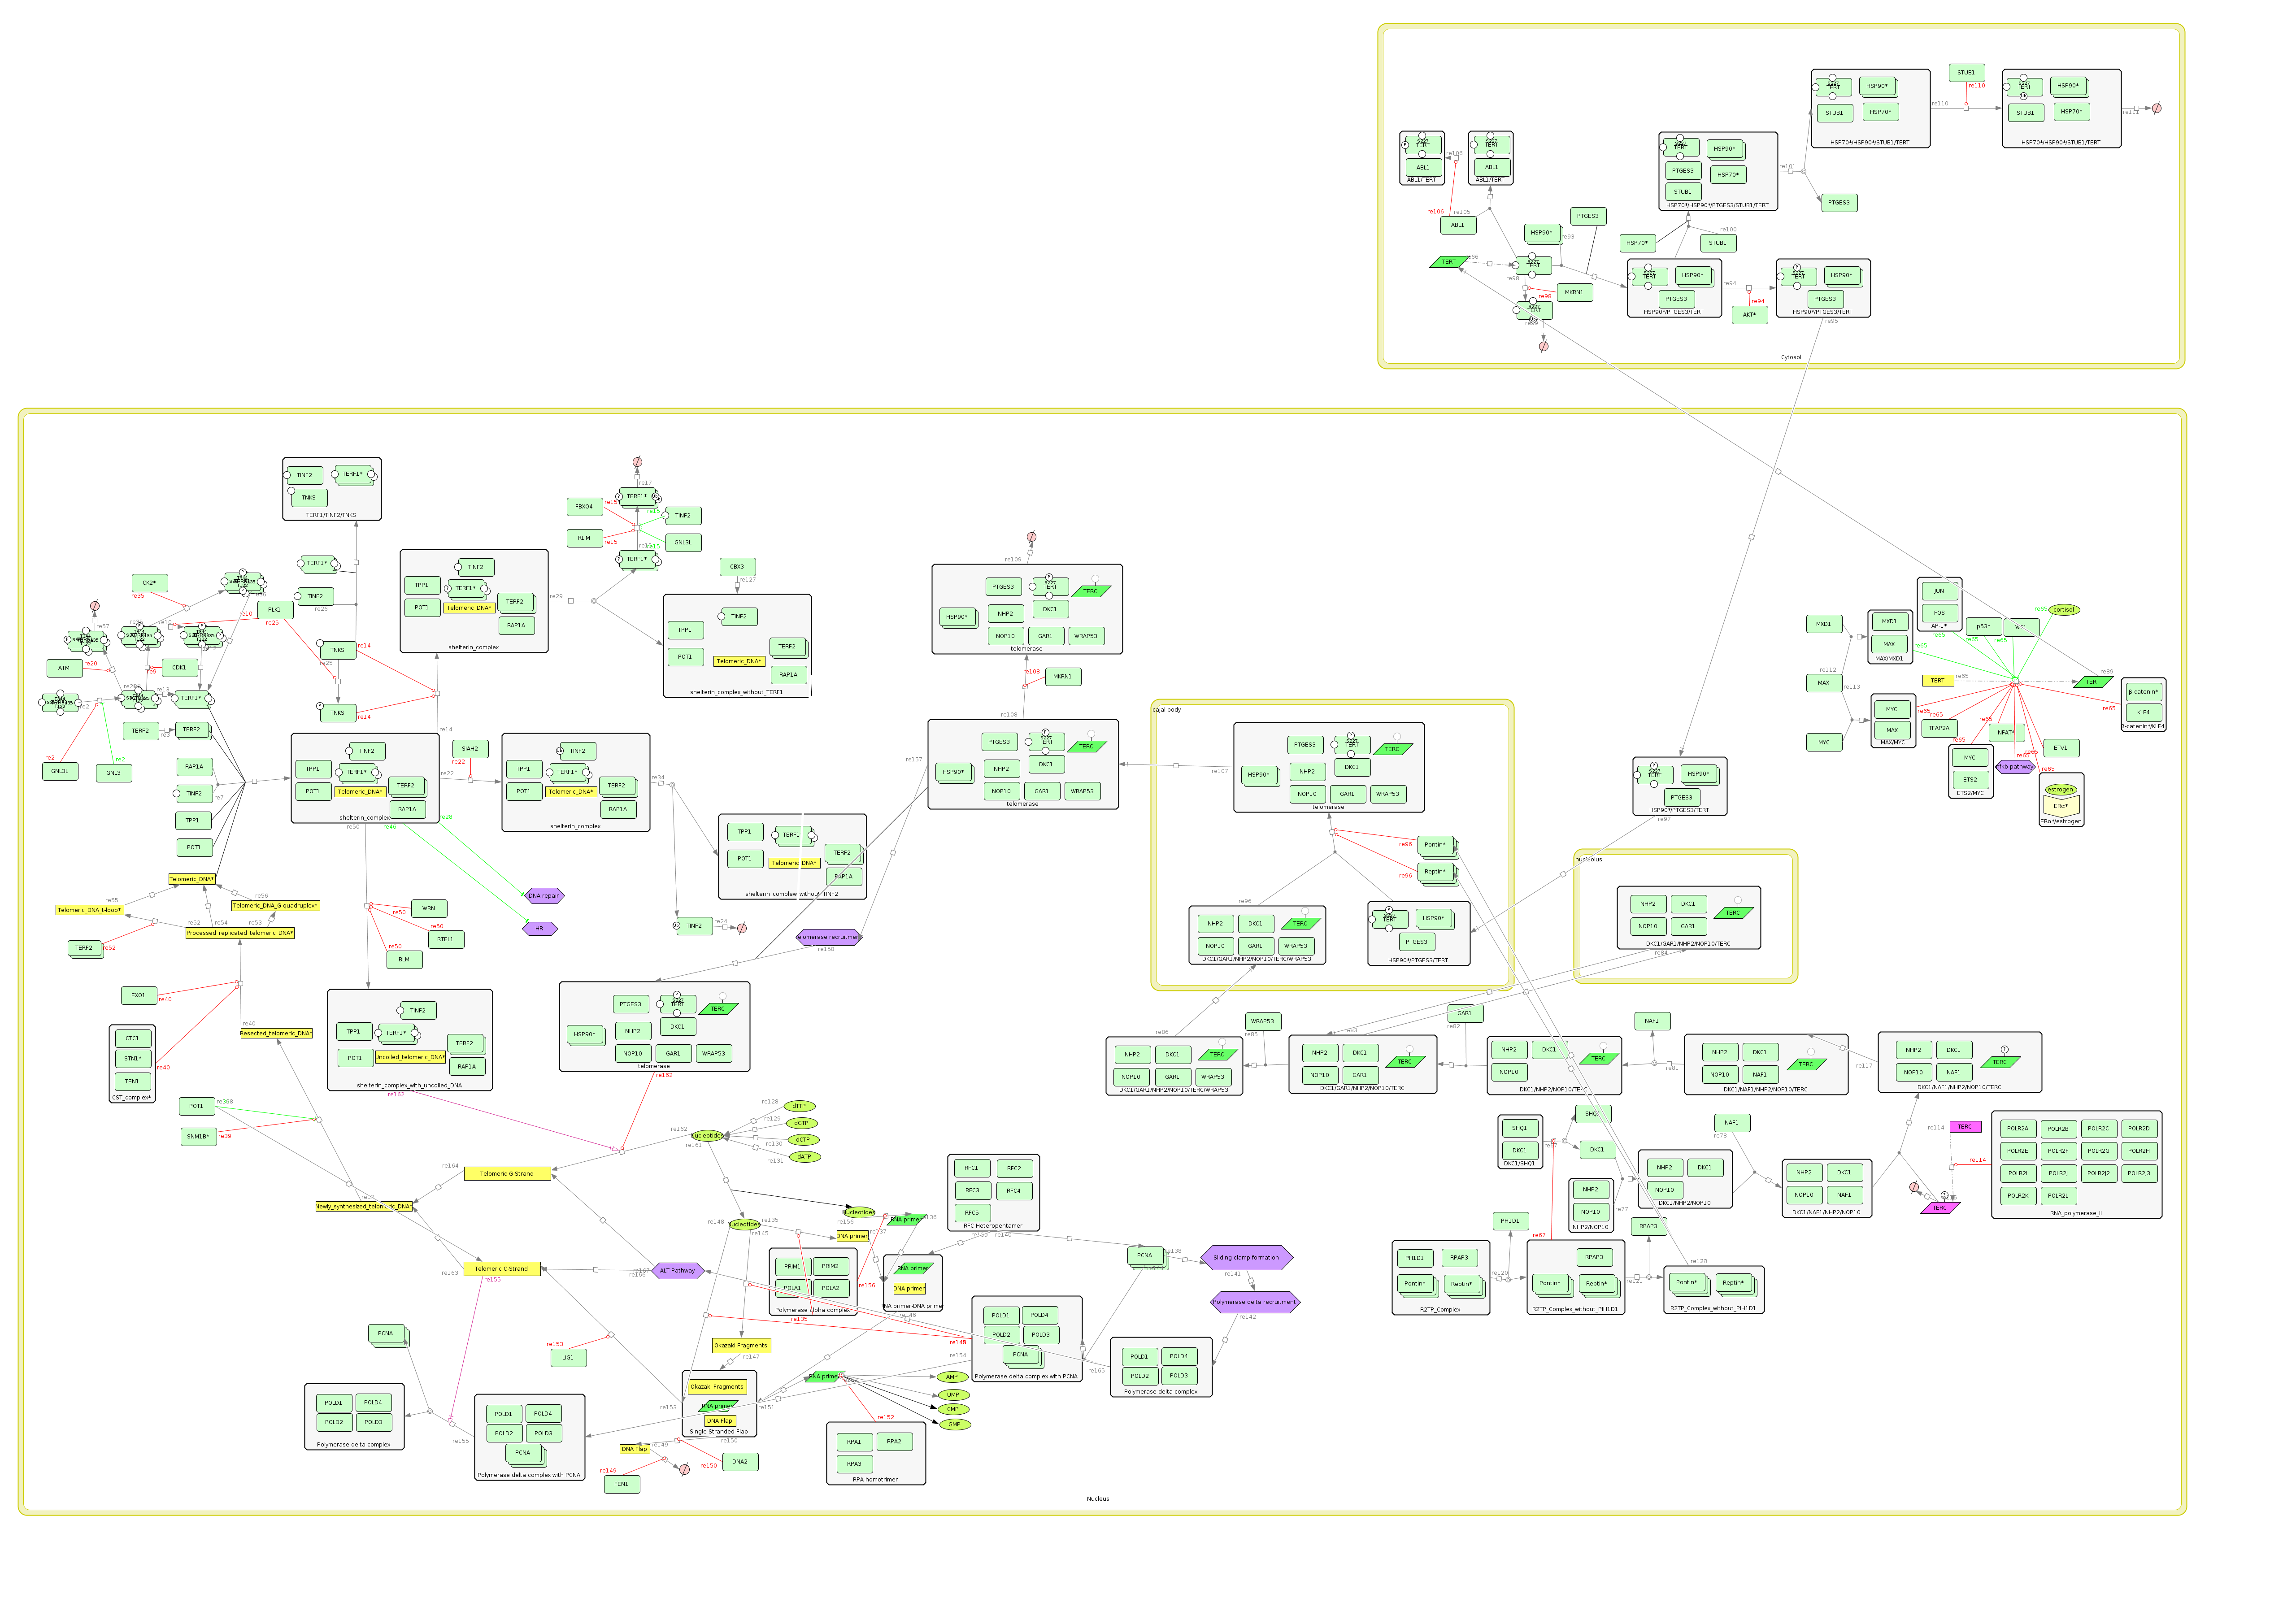 STUB1
re110
TERT
HSP90*
STUB1
HSP70*
HSP70*/HSP90*/STUB1/TERT
re110
TERT
HSP90*
STUB1
HSP70*
HSP70*/HSP90*/STUB1/TERT
re111
TERT
ABL1
ABL1/TERT
re106
TERT
ABL1
ABL1/TERT
TERT
HSP90*
PTGES3
HSP70*
STUB1
HSP70*/HSP90*/PTGES3/STUB1/TERT
re101
PTGES3
re106
re105
ABL1
PTGES3
HSP90*
re93
HSP70*
re100
STUB1
TERT
re86
TERT
re98
MKRN1
re98
TERT
TERT
HSP90*
PTGES3
HSP90*/PTGES3/TERT
re94
re94
AKT*
TERT
HSP90*
PTGES3
HSP90*/PTGES3/TERT
re95
Cytosol
TINF2
TERF1*
TNKS
TERF1/TINF2/TNKS
re17
TERF1*
FBXO4
re15
re15
TINF2
RLIM
re15
GNL3L
TERF1*
TERF1*
CBX3
re127
re109
CK2*
re35
TINF2
re26
PLK1
re10
re25
re57
ATM
re20
CDK1
re9
TNKS
re14
re25
TNKS
re14
re14
TINF2
TPP1
TERF1*
POT1
Telomeric_DNA*
TERF2
RAP1A
shelterin_complex
re29
TINF2
TPP1
POT1
Telomeric_DNA*
TERF2
RAP1A
shelterin_complex_without_TERF1
PTGES3
TERT
TERC
HSP90*
NHP2
DKC1
NOP10
GAR1
WRAP53
telomerase
MKRN1
re108
re108
re2
re13
TERF1*
TERF2
re3
TERF2
re2
GNL3L
re2
GNL3
RAP1A
TINF2
re7
TPP1
POT1
TINF2
TPP1
TERF1*
POT1
Telomeric_DNA*
TERF2
RAP1A
shelterin_complex
SIAH2
re22
re22
TINF2
TPP1
TERF1*
POT1
Telomeric_DNA*
TERF2
RAP1A
shelterin_complex
re34
TPP1
TERF1
POT1
Telomeric_DNA*
TERF2
RAP1A
shelterin_complex_without_TINF2
TINF2
re24
re157
PTGES3
TERT
TERC
HSP90*
NHP2
DKC1
NOP10
GAR1
WRAP53
telomerase
cajal body
re107
PTGES3
TERT
TERC
HSP90*
NHP2
DKC1
NOP10
GAR1
WRAP53
telomerase
re96
Pontin*
re96
Reptin*
re96
NHP2
DKC1
TERC
NOP10
GAR1
WRAP53
DKC1/GAR1/NHP2/NOP10/TERC/WRAP53
TERT
HSP90*
PTGES3
HSP90*/PTGES3/TERT
TERT
HSP90*
PTGES3
HSP90*/PTGES3/TERT
re97
NHP2
DKC1
TERC
NOP10
GAR1
DKC1/GAR1/NHP2/NOP10/TERC
re84
MXD1
MXD1
MAX
MAX/MXD1
re112
MAX
re113
MYC
MYC
MAX
MAX/MYC
JUN
FOS
AP-1*
p53*
cortisol
re65
re65
re65
re65
re65
TERT
re65
re89
TERT
re65
re65
TFAP2A
re65
NFAT*
re65
re65
re65
re65
re65
ETV1
MYC
ETS2
ETS2/MYC
nfkb pathway
estrogen
ERα*
ERα*/estrogen
β-catenin*
KLF4
β-catenin*/KLF4
re50
re49
re28
DNA repair
HR
Telomeric_DNA*
re55
Telomeric_DNA_t-loop*
re56
Telomeric_DNA_G-quadruplex*
re52
re54
re53
Processed_replicated_telomeric_DNA*
TERF2
re52
WRN
re50
re50
RTEL1
re50
BLM
telomerase recruitment
re158
EXO1
re40
re40
Resected_telomeric_DNA*
CTC1
STN1*
TEN1
CST_complex*
re40
TINF2
TPP1
TERF1*
POT1
Uncoiled_telomeric_DNA*
TERF2
RAP1A
shelterin_complex_with_uncoiled_DNA
re162
PTGES3
TERT
TERC
HSP90*
NHP2
DKC1
NOP10
GAR1
WRAP53
telomerase
re162
re86
WRAP53
re85
NHP2
DKC1
TERC
NOP10
GAR1
WRAP53
DKC1/GAR1/NHP2/NOP10/TERC/WRAP53
re83
NHP2
DKC1
TERC
NOP10
GAR1
DKC1/GAR1/NHP2/NOP10/TERC
GAR1
re82
NHP2
DKC1
TERC
NOP10
DKC1/NHP2/NOP10/TERC
NAF1
re81
NHP2
DKC1
TERC
NOP10
NAF1
DKC1/NAF1/NHP2/NOP10/TERC
re117
NHP2
DKC1
TERC
NOP10
NAF1
DKC1/NAF1/NHP2/NOP10/TERC
POT1
SNM1B*
re39
re128
dTTP
re129
dGTP
re130
dCTP
re131
dATP
Nucleotides
re162
re161
re164
Telomeric G-Strand
Newly_synthesized_telomeric_DNA*
re163
Telomeric C-Strand
re155
ALT Pathway
re166
Nucleotides
re148
re145
re135
Nucleotides
re156
RNA primer
re136
DNA primer
PRIM1
PRIM2
POLA1
POLA2
Polymerase alpha complex
re135
re156
RNA primer
DNA primer
RNA primer-DNA primer
re146
RFC1
RFC2
RFC3
RFC4
RFC5
RFC Heteropentamer
re140
PCNA
re138
Sliding clamp formation
re141
Polymerase delta recruitment
re142
SHQ1
DKC1
DKC1/SHQ1
DKC1
NHP2
NOP10
NHP2/NOP10
re77
NHP2
DKC1
NOP10
DKC1/NHP2/NOP10
NAF1
re78
NHP2
DKC1
NOP10
NAF1
DKC1/NAF1/NHP2/NOP10
TERC
re114
re114
TERC
POLR2A
POLR2B
POLR2C
POLR2D
POLR2E
POLR2F
POLR2G
POLR2H
POLR2I
POLR2J
POLR2J2
POLR2J3
POLR2K
POLR2L
RNA_polymerase_II
PH1D1
RPAP3
re67
PH1D1
RPAP3
Pontin*
Reptin*
R2TP_Complex
re120
RPAP3
Pontin*
Reptin*
R2TP_Complex_without_PIH1D1
re121
Pontin*
Reptin*
R2TP_Complex_without_PIH1D1
PCNA
POLD1
POLD4
POLD2
POLD3
Polymerase delta complex
re155
POLD1
POLD4
POLD2
POLD3
PCNA
Polymerase delta complex with PCNA
re153
LIG1
re153
Okazaki Fragments
re147
Okazaki Fragments
RNA primer
DNA Flap
Single Stranded Flap
re151
re150
DNA Flap
re149
re149
FEN1
re150
DNA2
RNA primer
AMP
UMP
CMP
GMP
re152
RPA1
RPA2
RPA3
RPA homotrimer
re154
POLD1
POLD4
POLD2
POLD3
PCNA
Polymerase delta complex with PCNA
re165
POLD1
POLD4
POLD2
POLD3
Polymerase delta complex
Nucleus